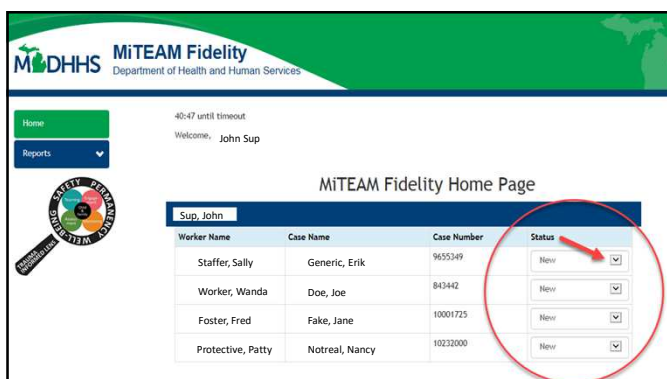 MDHHS
MiTEAM Fidelity
Department of Health and Human Services
Home
Reports
40:47 until timeout
Welcome, John Sup
SAFETY PERMANENCY WELL-BEING
TRAUMA INFORMED LENS
MiTEAM Fidelity Home Page
Sup, John
Worker Name Case Name Case Number Status
Staffer, Sally Generic, Erik 9655349 New
Worker, Wanda Doe, Joe 843442 New
Foster, Fred Fake, Jane 10001725 New
Protective, Patty Notreal, Nancy 10232000 New